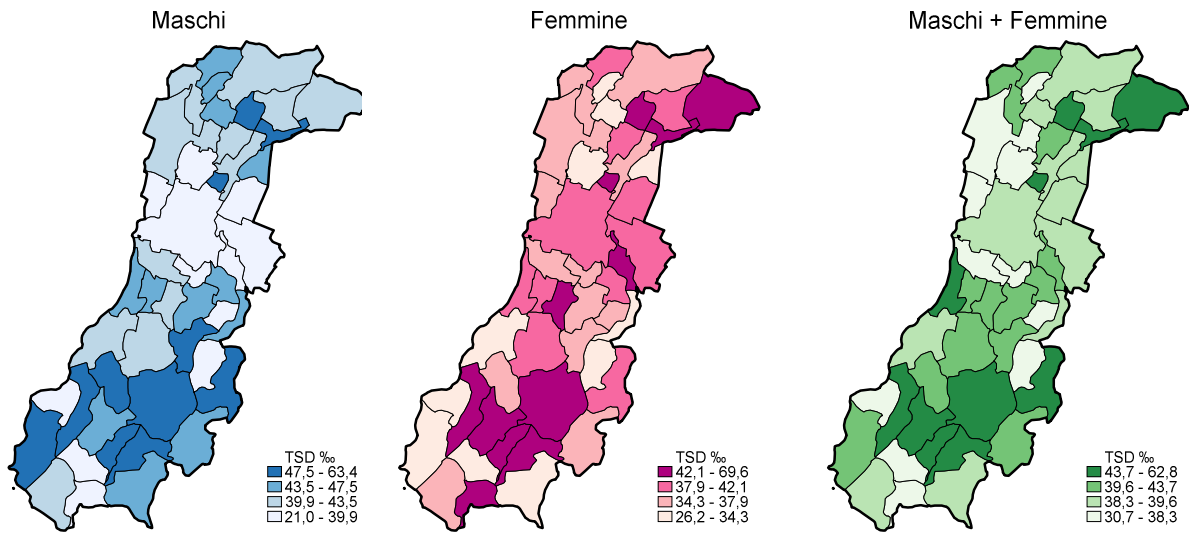 Maschi
Femmine
Maschi + Femmine
TSD ‰
47,5 - 63,4
43,5 - 47,5
39,9 - 43,5
21,0 - 39,9
TSD ‰
42,1 - 69,6
37,9 - 42,1
34,3 - 37,9
26,2 - 34,3
TSD ‰
43,7 - 62,8
39,6 - 43,7
38,3 - 39,6
30,7 - 38,3